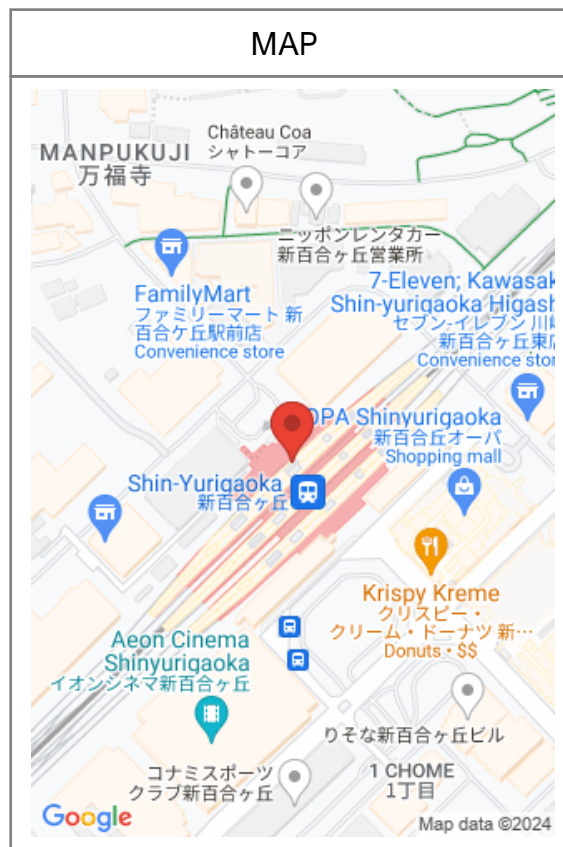 MAP
Château Coa
シャトーコア
MANPUKUJI
万福寺
ニッポンレンタカー
新百合ヶ丘営業所
FamilyMart
ファミリーマート 新
百合ケ丘駅前店
Convenience store
7-Eleven; Kawasak
Shin-yurigaoka Higash
セブン-イレブン 川崎
新百合ヶ丘東店
Convenience stor
OPA Shinyurigaoka
新百合丘オーパ
Shopping mall
Shin-Yurigaoka
新百合ヶ丘
Krispy Kreme
クリスピー・
クリーム・ドーナツ 新…
Donuts・$$
Aeon Cinema
Shinyurigaoka
イオンシネマ新百合ヶ丘
りそな新百合ヶ丘ビル
コナミスポーツ
クラブ新百合ヶ丘
1 CHOME
1丁目
Google
Map data ©2024